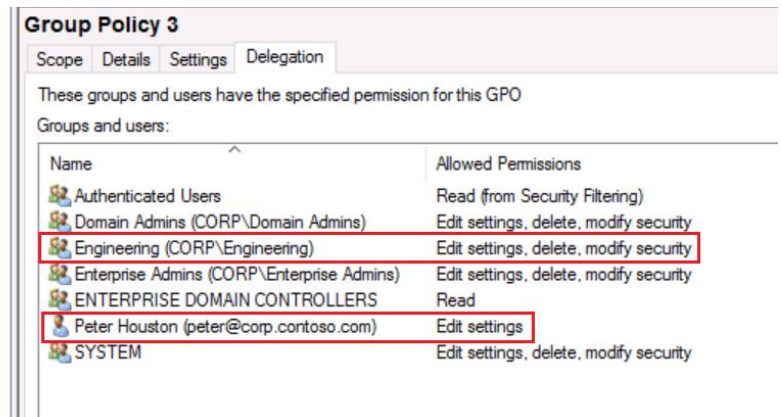 Group Policy 3
Scope Details Settings Delegation
These groups and users have the specified permission for this GPO
Groups and users:
Name Allowed Permissions
Authenticated Users Read (from Security Filtering)
Domain Admins (CORP\Domain Admins) Edit settings, delete, modify security
Engineering (CORP\Engineering) Edit settings, delete, modify security
Enterprise Admins (CORP\Enterprise Admins) Edit settings, delete, modify security
ENTERPRISE DOMAIN CONTROLLERS Read
Peter Houston (peter@corp.contoso.com) Edit settings
SYSTEM Edit settings, delete, modify security